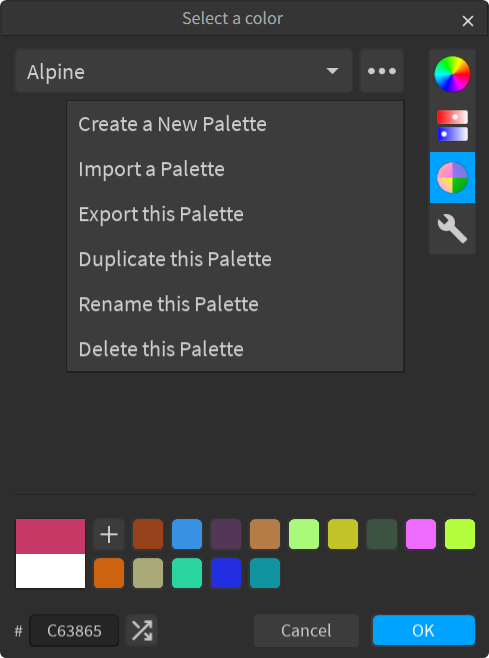 Select a color
Alpine
Create a New Palette
Import a Palette
Export this Palette
Duplicate this Palette
Rename this Palette
Delete this Palette
# C63865 Cancel OK